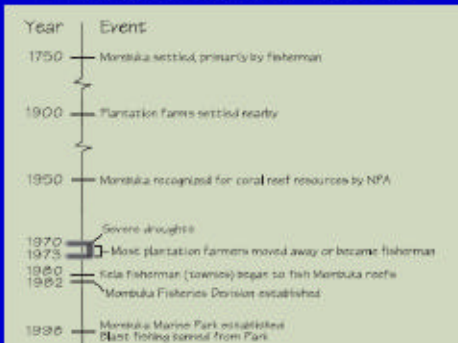 Year Event
1750 Mombuka settled, primarily by fisherman
1900 Plantation farms settled nearby
1950 Mombuka recognized for coral reef resources by NPA
Severe droughts
1970
1973 Most plantation farmers moved away or became fisherman
1980 Kela fisherman (townies) began to fish Mombuka reefs
1982 Mombuka Fisheries Division established
1996 Mombuka Marine Park established
Blast fishing banned from Park